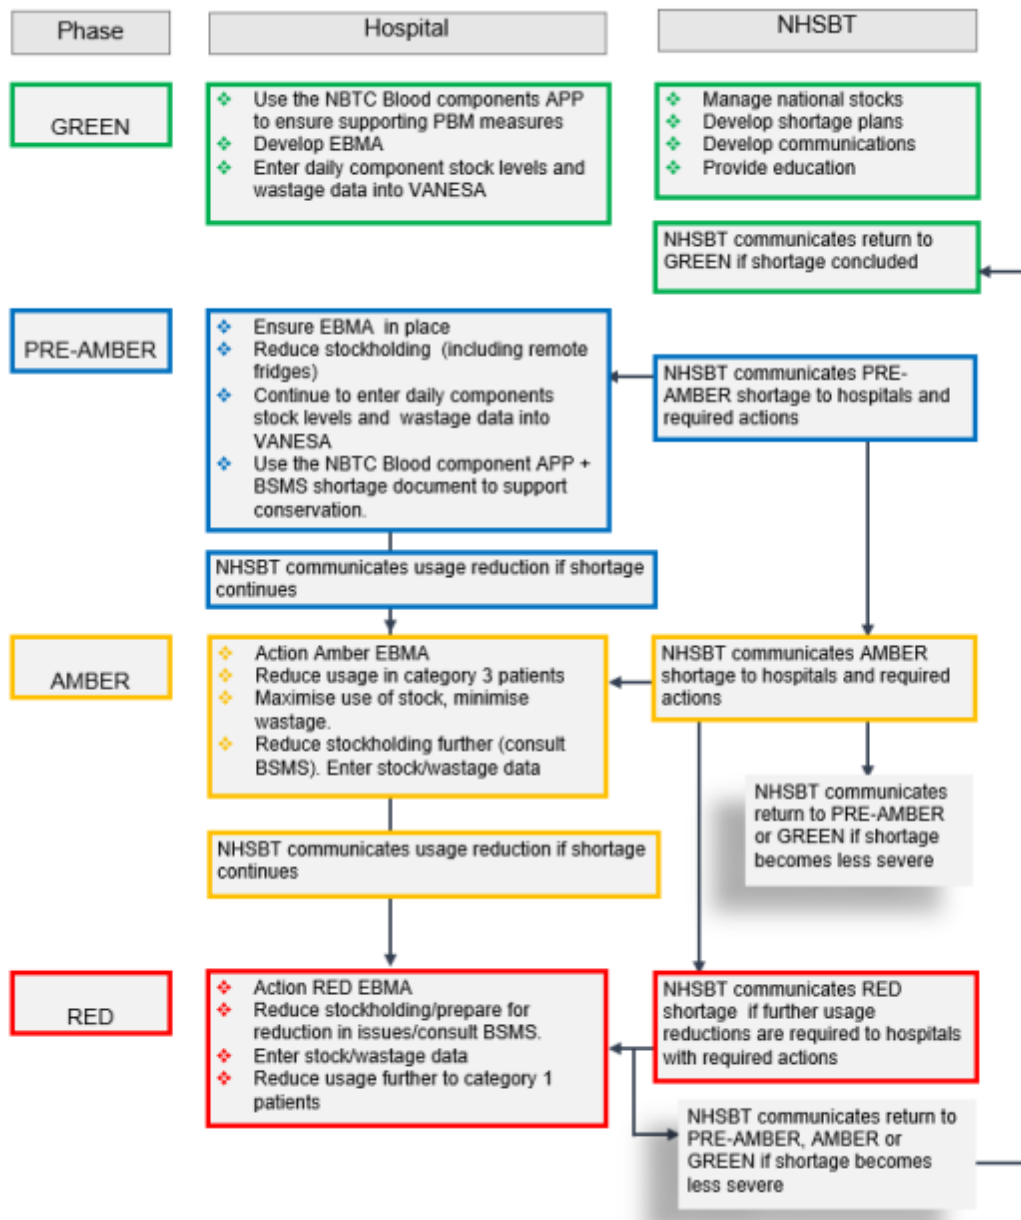 Phase
Hospital
NHSBT
GREEN
Use the NBTC Blood components APP
to ensure supporting PBM measures
Develop EBMA
Enter daily component stock levels and
wastage data into VANESA
Manage national stocks
Develop shortage plans
Develop communications
Provide education
NHSBT communicates return to
GREEN if shortage concluded
PRE-AMBER
Ensure EBMA in place
Reduce stockholding (including remote
fridges)
Continue to enter daily components
stock levels and wastage data into
VANESA
Use the NBTC Blood component APP +
BSMS shortage document to support
conservation.
NHSBT communicates PRE-
AMBER shortage to hospitals and
required actions
NHSBT communicates usage reduction if shortage
continues
AMBER
Action Amber EBMA
Reduce usage in category 3 patients
Maximise use of stock, minimise
wastage.
Reduce stockholding further (consult
BSMS). Enter stock/wastage data
NHSBT communicates AMBER
shortage to hospitals and required
actions
NHSBT communicates
return to PRE-AMBER
or GREEN if shortage
becomes less severe
NHSBT communicates usage reduction if shortage
continues
RED
Action RED EBMA
Reduce stockholding/prepare for
reduction in issues/consult BSMS.
Enter stock/wastage data
Reduce usage further to category 1
patients
NHSBT communicates RED
shortage if further usage
reductions are required to hospitals
with required actions
NHSBT communicates return to
PRE-AMBER, AMBER or
GREEN if shortage becomes
less severe